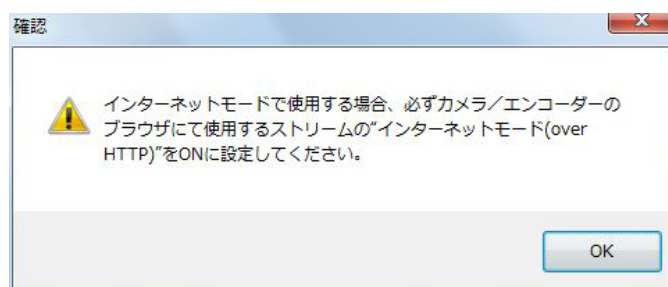 確認
インターネットモードで使用する場合、必ずカメラ／エンコーダーの
ブラウザにて使用するストリームの“インターネットモード(over
HTTP)”をONに設定してください。
OK